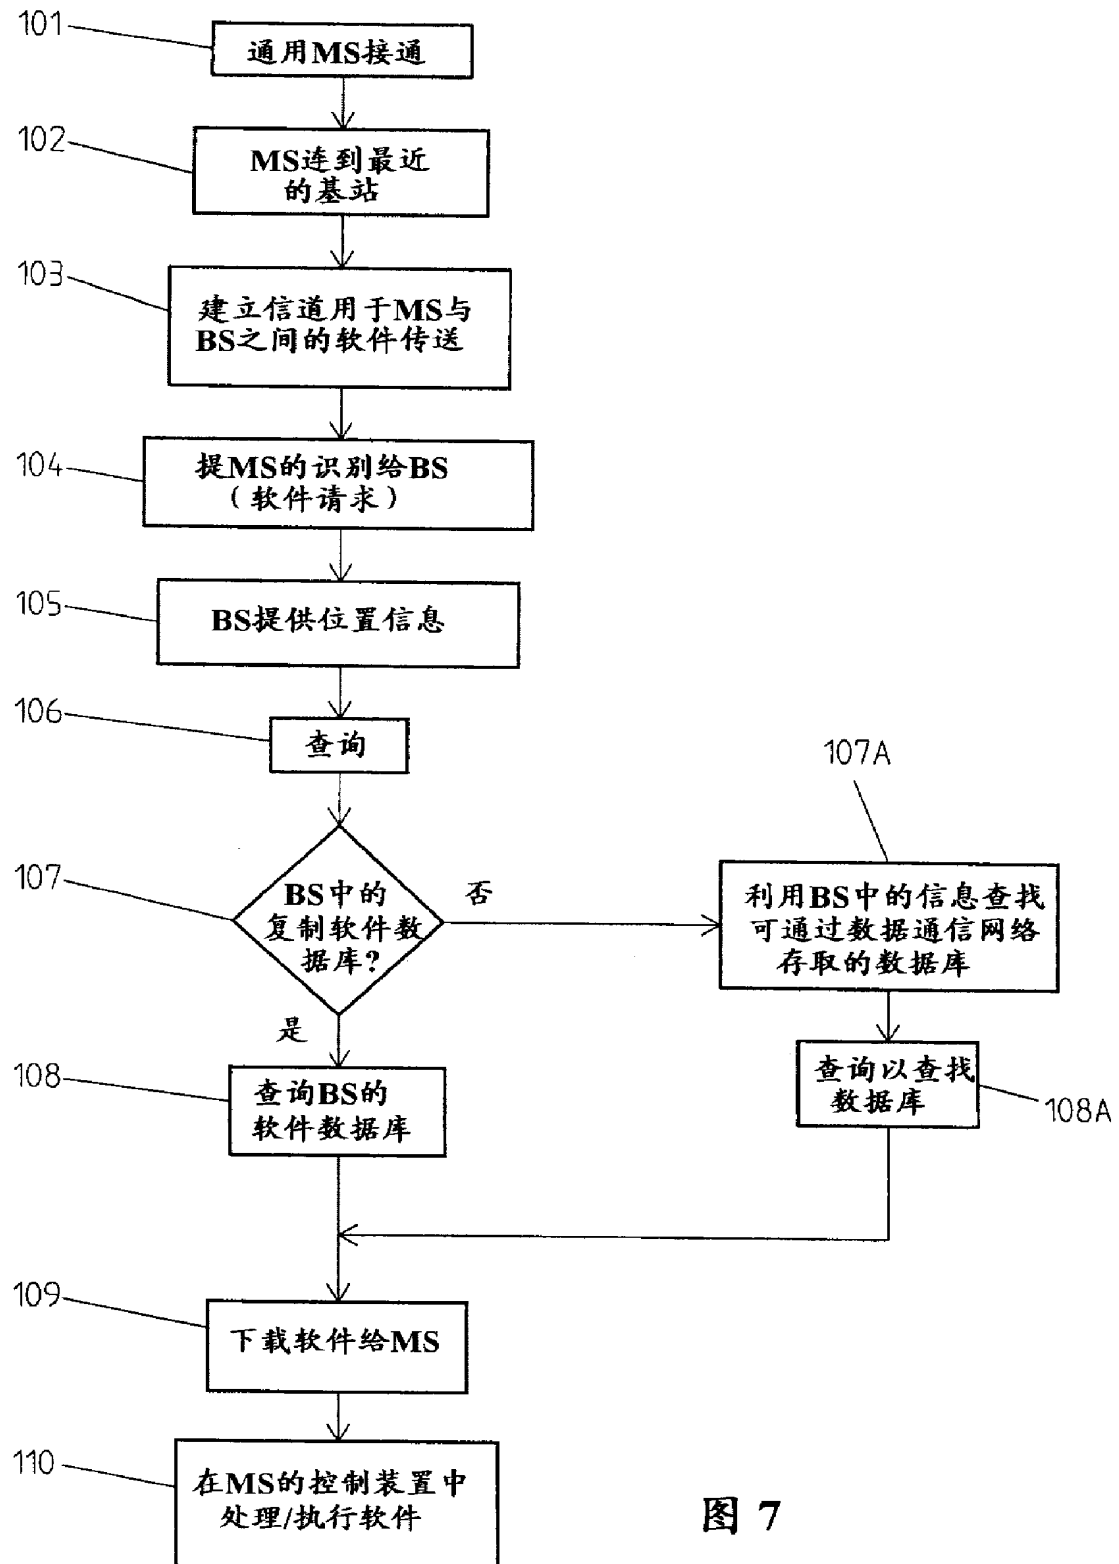 101
通用MS接通
102
MS连到最近
的基站
103
建立信道用于MS与
BS之间的软件传送
104
提MS的识别给BS
（软件请求）
105
BS提供位置信息
106
查询
107
BS中的
复制软件数
据库?
否
是
107A
利用BS中的信息查找
可通过数据通信网络
存取的数据库
108
查询BS的
软件数据库
查询以查找
数据库
108A
109
下载软件给MS
110
在MS的控制装置中
处理/执行软件
图 7